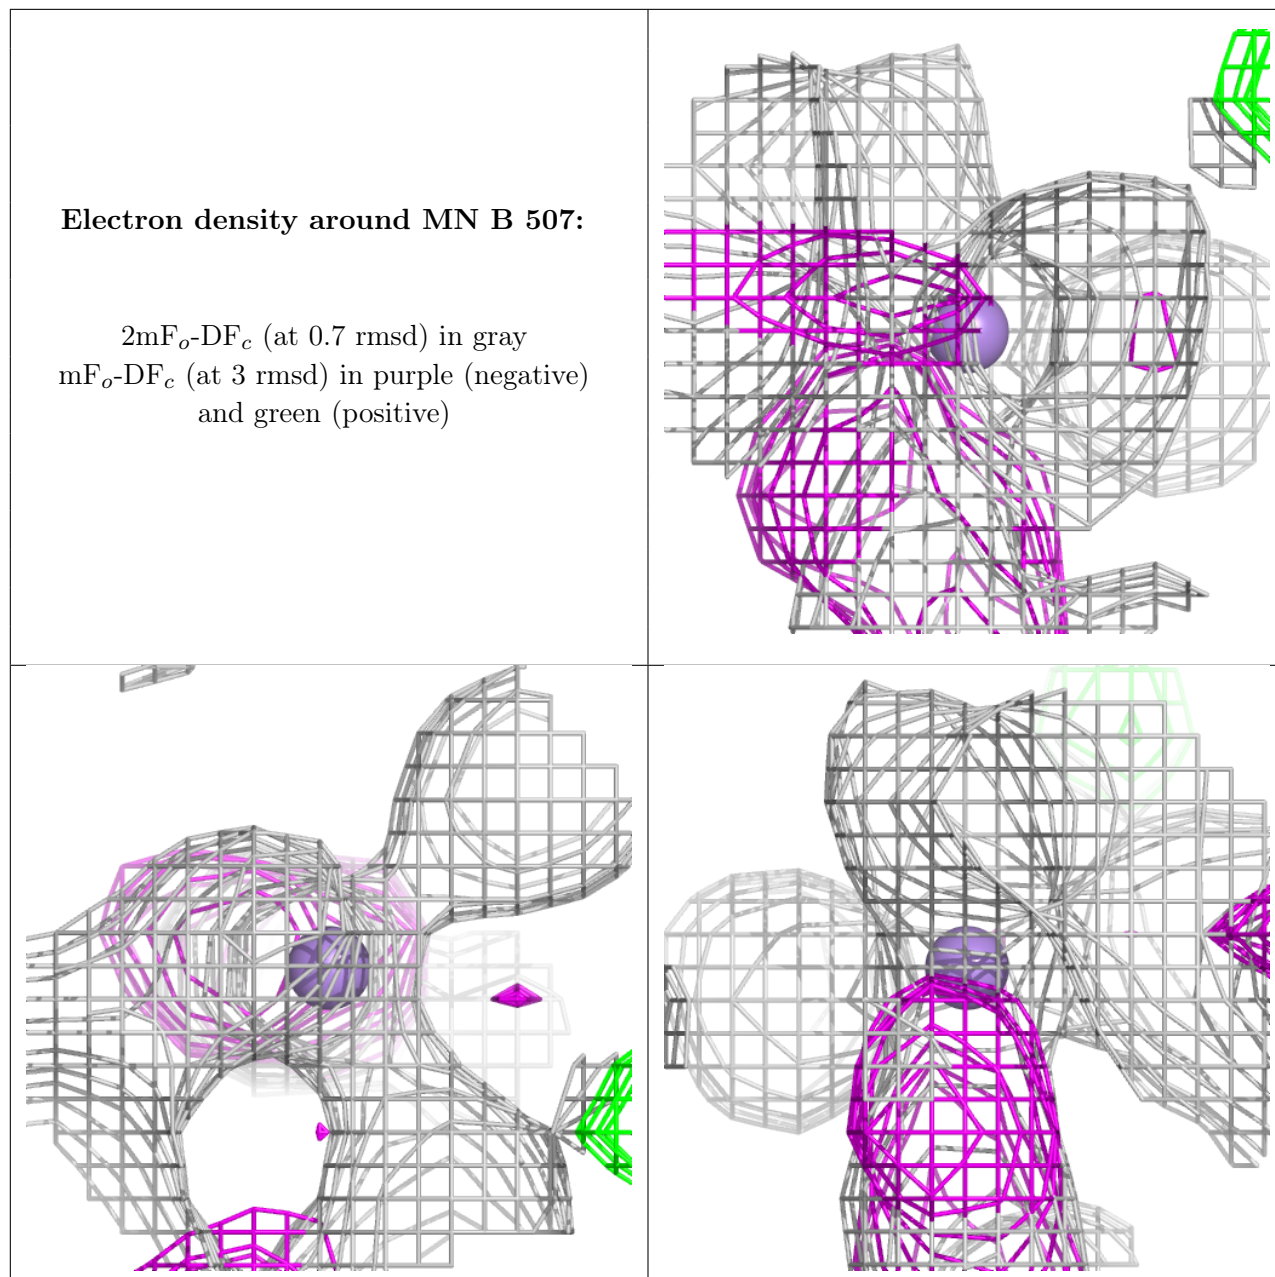 Electron density around MN B 507:
2mFo-DFc (at 0.7 rmsd) in gray
mFo-DFc (at 3 rmsd) in purple (negative)
and green (positive)